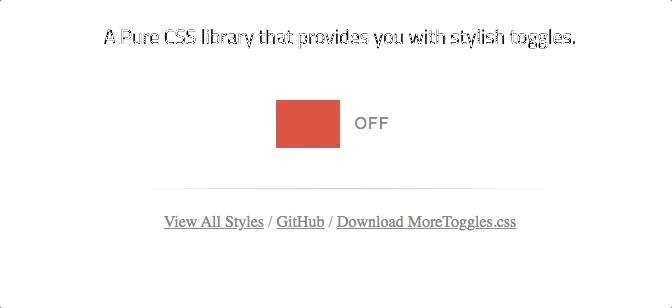 A Pure CSS library that provides you with stylish toggles.
OFF
View All Styles / GitHub / Download MoreToggles.css